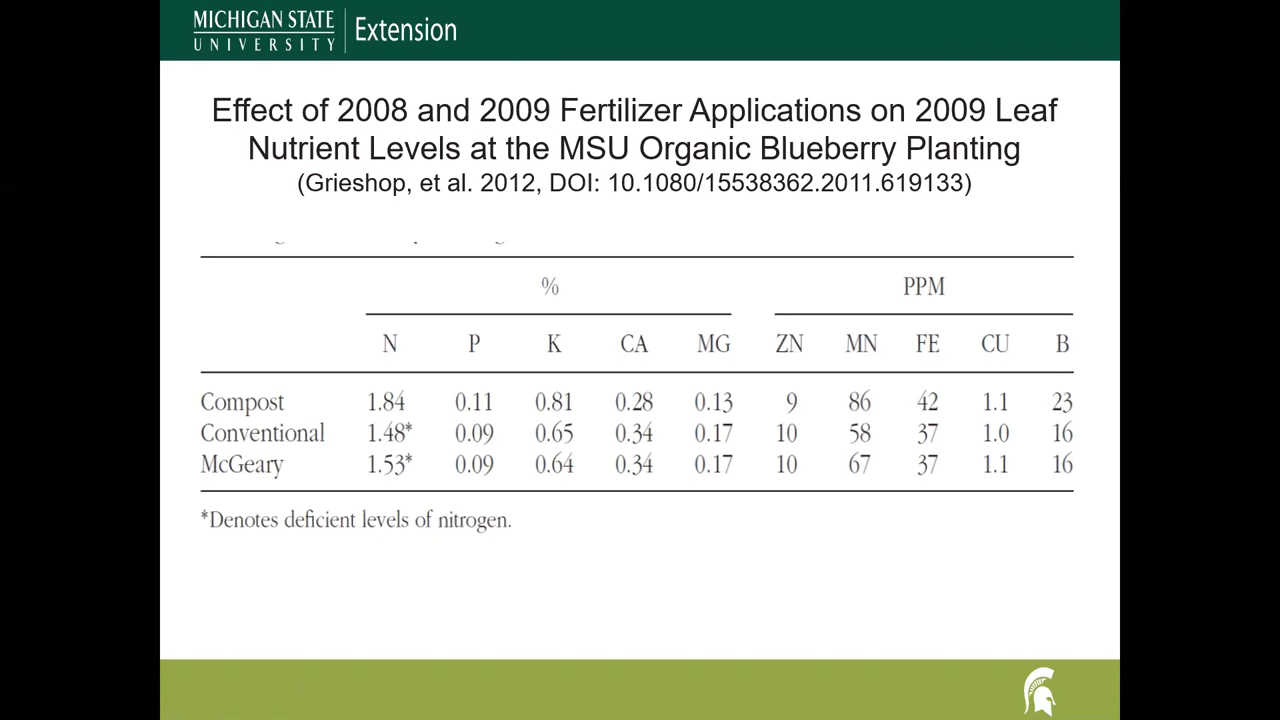 MICHIGAN STATE
UNIVERSITY
Extension
Effect of 2008 and 2009 Fertilizer Applications on 2009 Leaf
Nutrient Levels at the MSU Organic Blueberry Planting
(Grieshop, et al. 2012, DOI: 10.1080/15538362.2011.619133)
% PPM
N P K CA MG ZN MN FE CU B
Compost 1.84 0.11 0.81 0.28 0.13 9 86 42 1.1 23
Conventional 1.48* 0.09 0.65 0.34 0.17 10 58 37 1.0 16
McGeary 1.53* 0.09 0.64 0.34 0.17 10 67 37 1.1 16
*Denotes deficient levels of nitrogen.